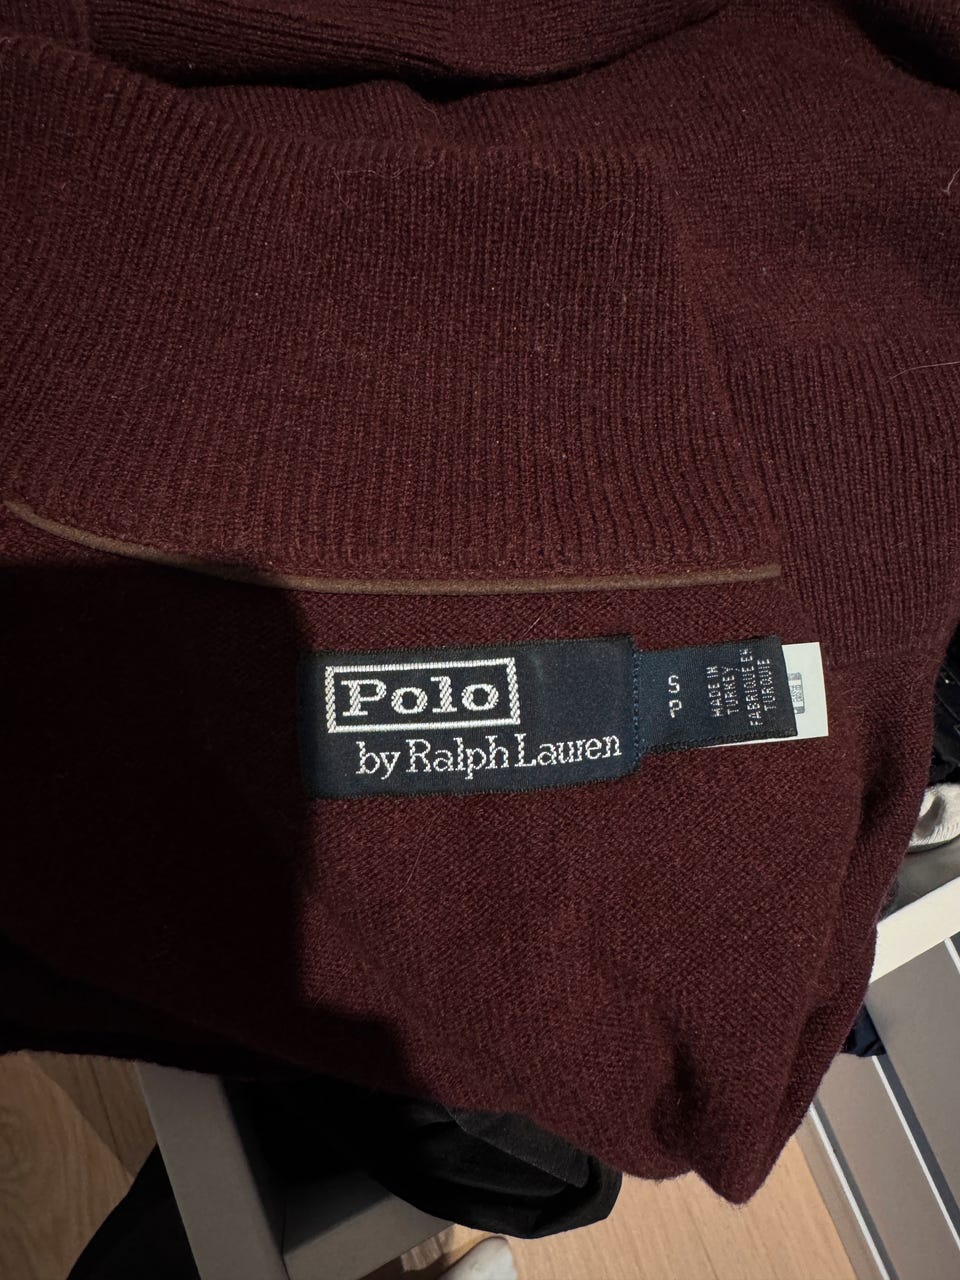 Polo
by Ralph Lauren
S
P
MADE IN
TURKEY
FABRIQUE EN
TURQUIE